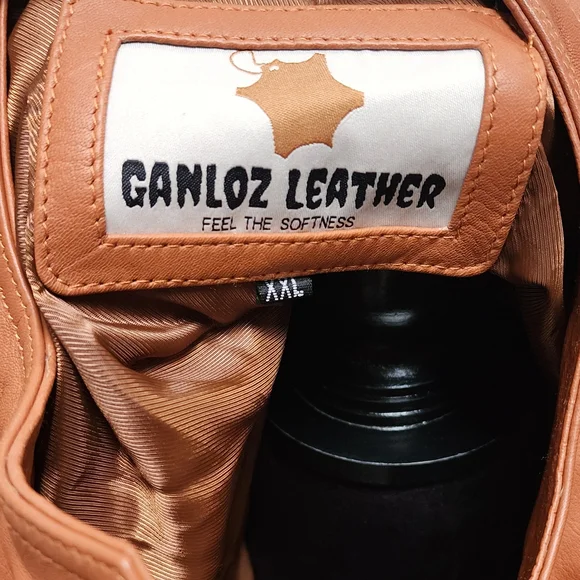 GANLOZ LEATHER
FEEL THE SOFTNESS
XXL